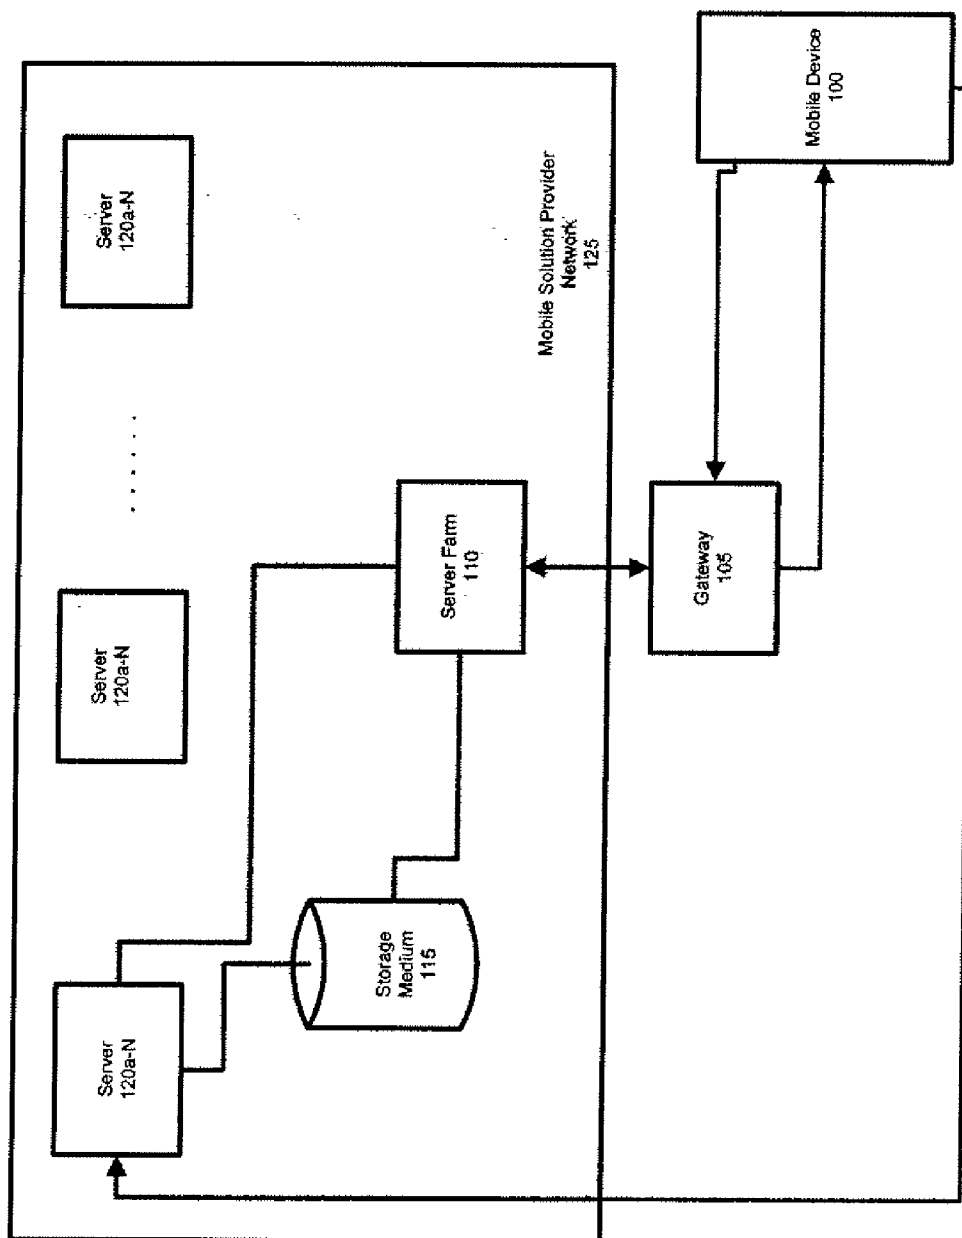 Server
120a-N
Server
120a-N
Server
120a-N
. . . . . .
Storage
Medium
115
Server Farm
110
Mobile Solution Provider
Network
125
Gateway
105
Mobile Device
100